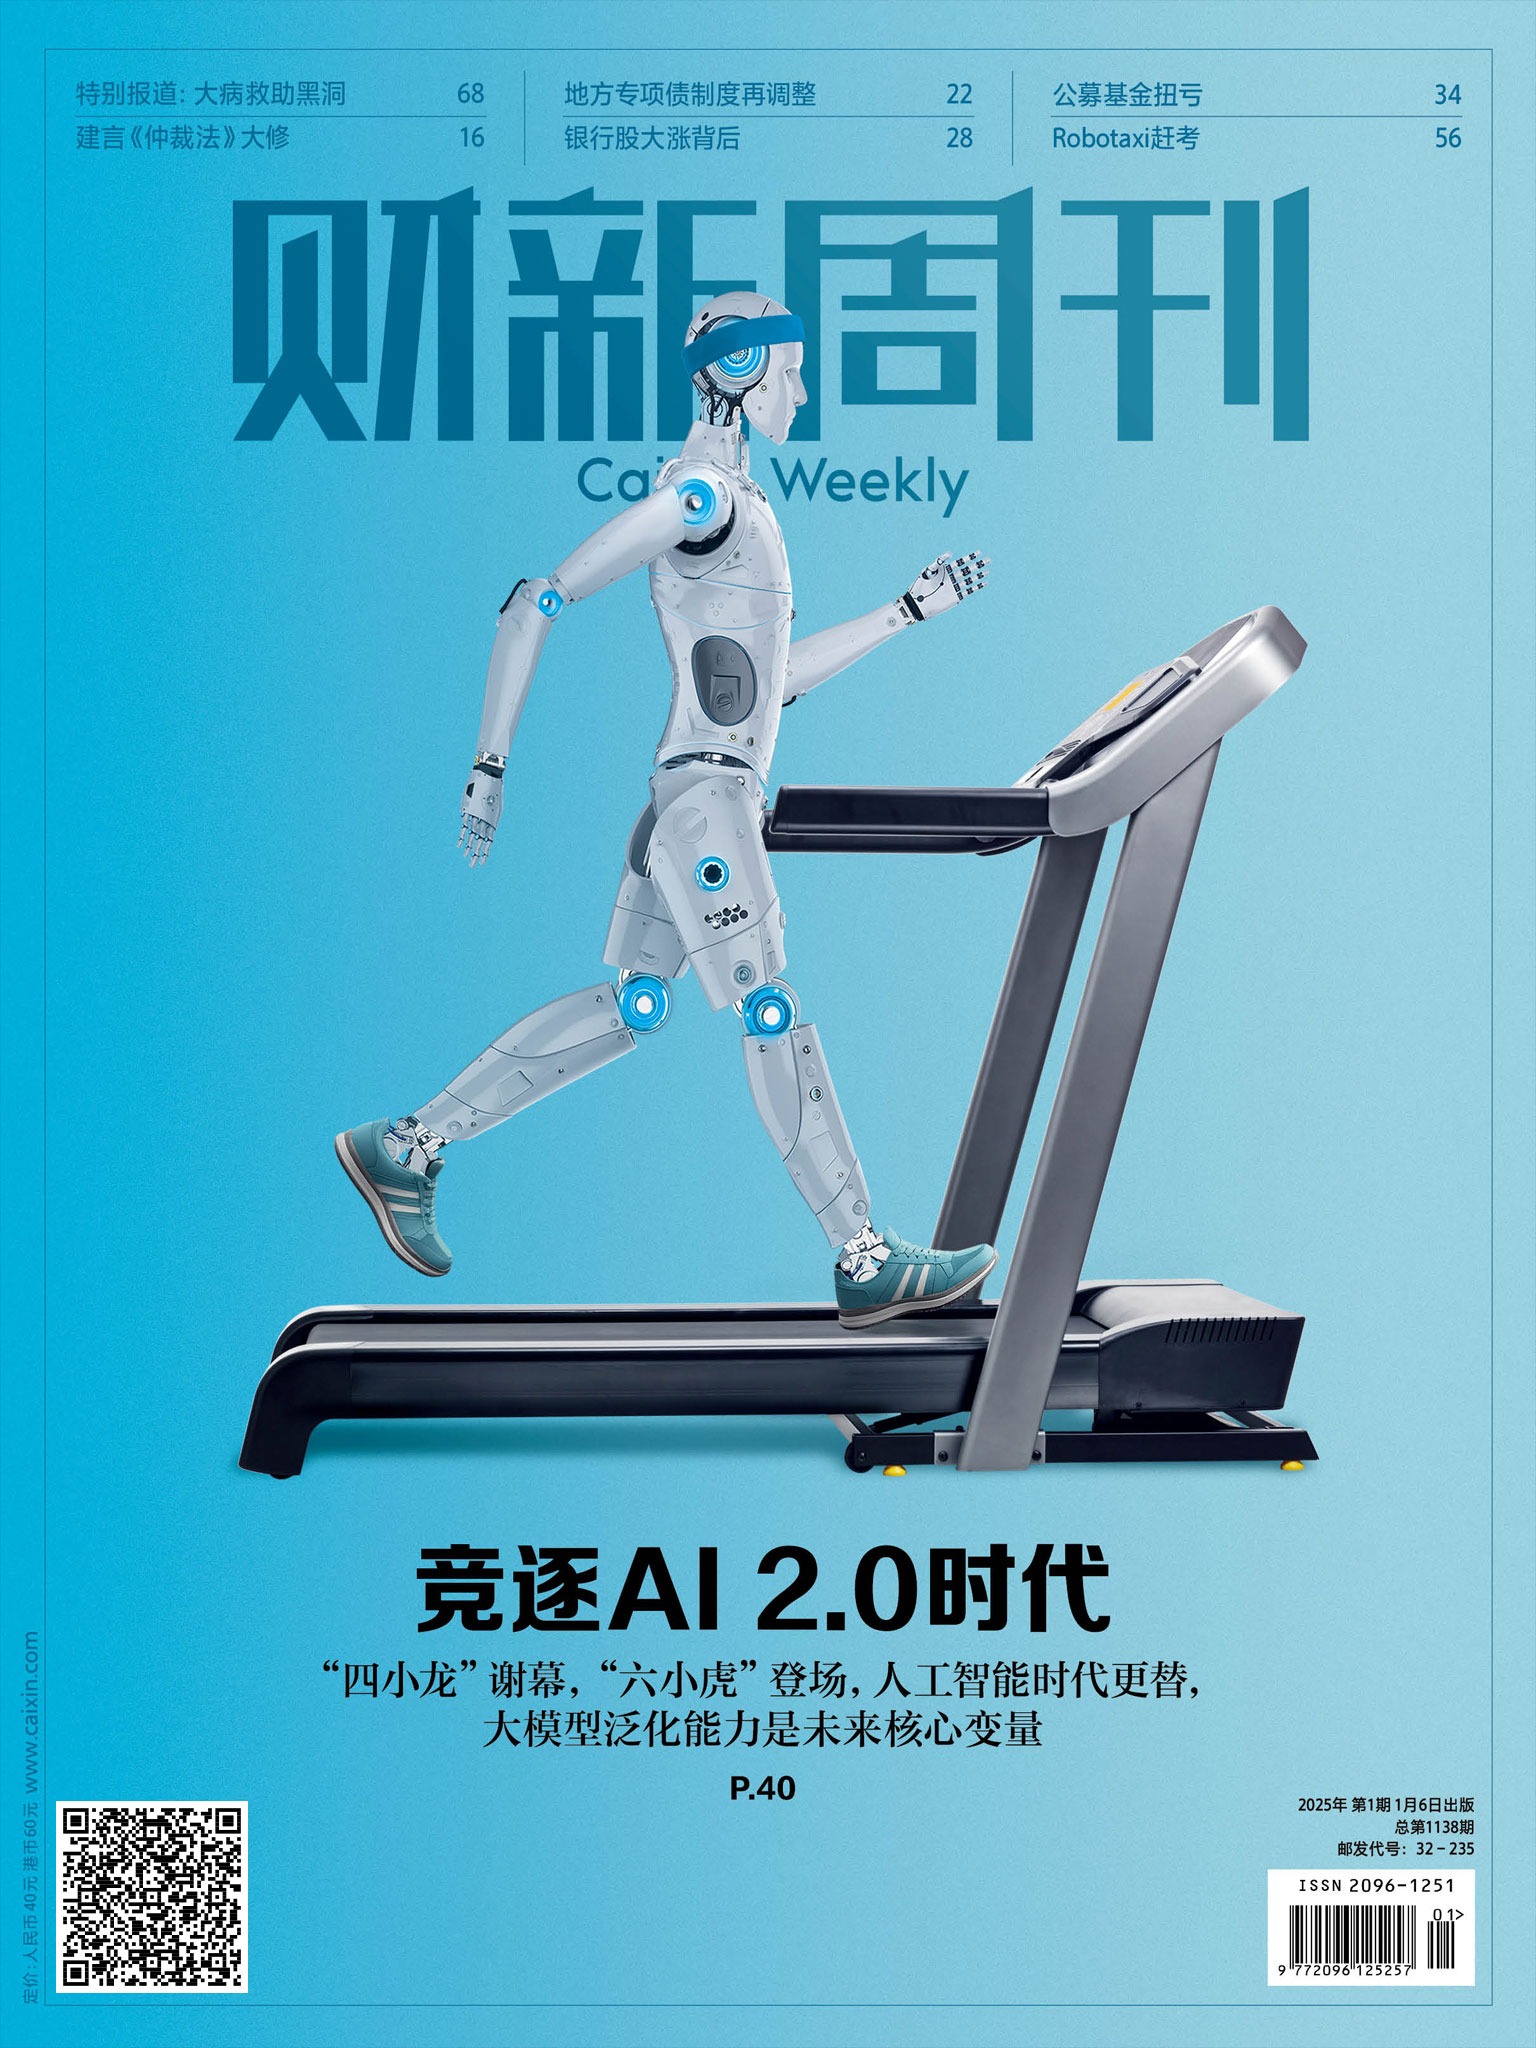 特别报道：大病救助黑洞 68
建言《仲裁法》大修 16
地方专项债制度再调整 22
银行股大涨背后 28
公募基金扭亏 34
Robotaxi赶考 56
财新周刊
Cai Weekly
竞逐AI 2.0时代
“四小龙”谢幕，“六小虎”登场，人工智能时代更替，
大模型泛化能力是未来核心变量
P.40
定价：人民币40元 港币60元 www.caixin.com
2025年 第1期 1月6日出版
总第1138期
邮发代号：32－235
ISSN 2096-1251
01>
9 772096 125257